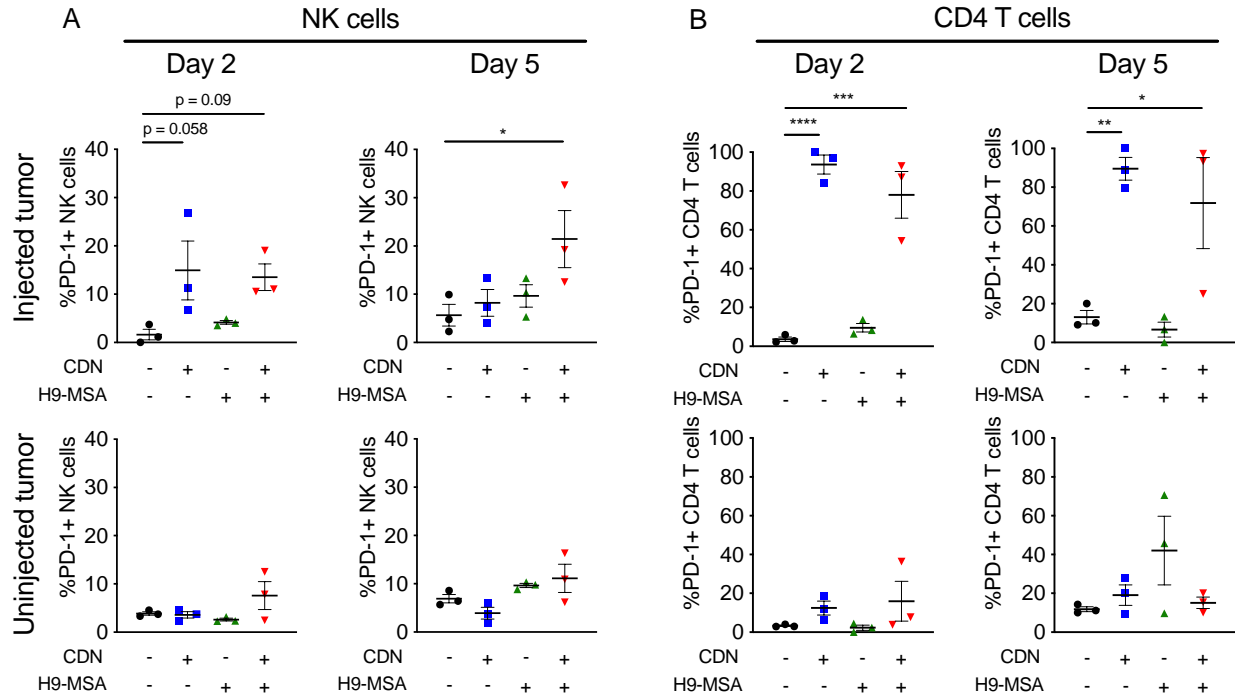 A NK cells
B CD4 T cells
Day 2
Day 5
Day 2
Day 5
Injected tumor
p = 0.09
p = 0.058
%PD-1+ NK cells
40
30
20
10
0
CDN - + - +
H9-MSA - - + +
*
%PD-1+ NK cells
40
30
20
10
0
CDN - + - +
H9-MSA - - + +
***
****
%PD-1+ CD4 T cells
100
80
60
40
20
0
CDN - + - +
H9-MSA - - + +
*
**
%PD-1+ CD4 T cells
100
80
60
40
20
0
CDN - + - +
H9-MSA - - + +
Uninjected tumor
%PD-1+ NK cells
40
30
20
10
0
CDN - + - +
H9-MSA - - + +
%PD-1+ NK cells
40
30
20
10
0
CDN - + - +
H9-MSA - - + +
%PD-1+ CD4 T cells
100
80
60
40
20
0
CDN - + - +
H9-MSA - - + +
%PD-1+ CD4 T cells
100
80
60
40
20
0
CDN - + - +
H9-MSA - - + +